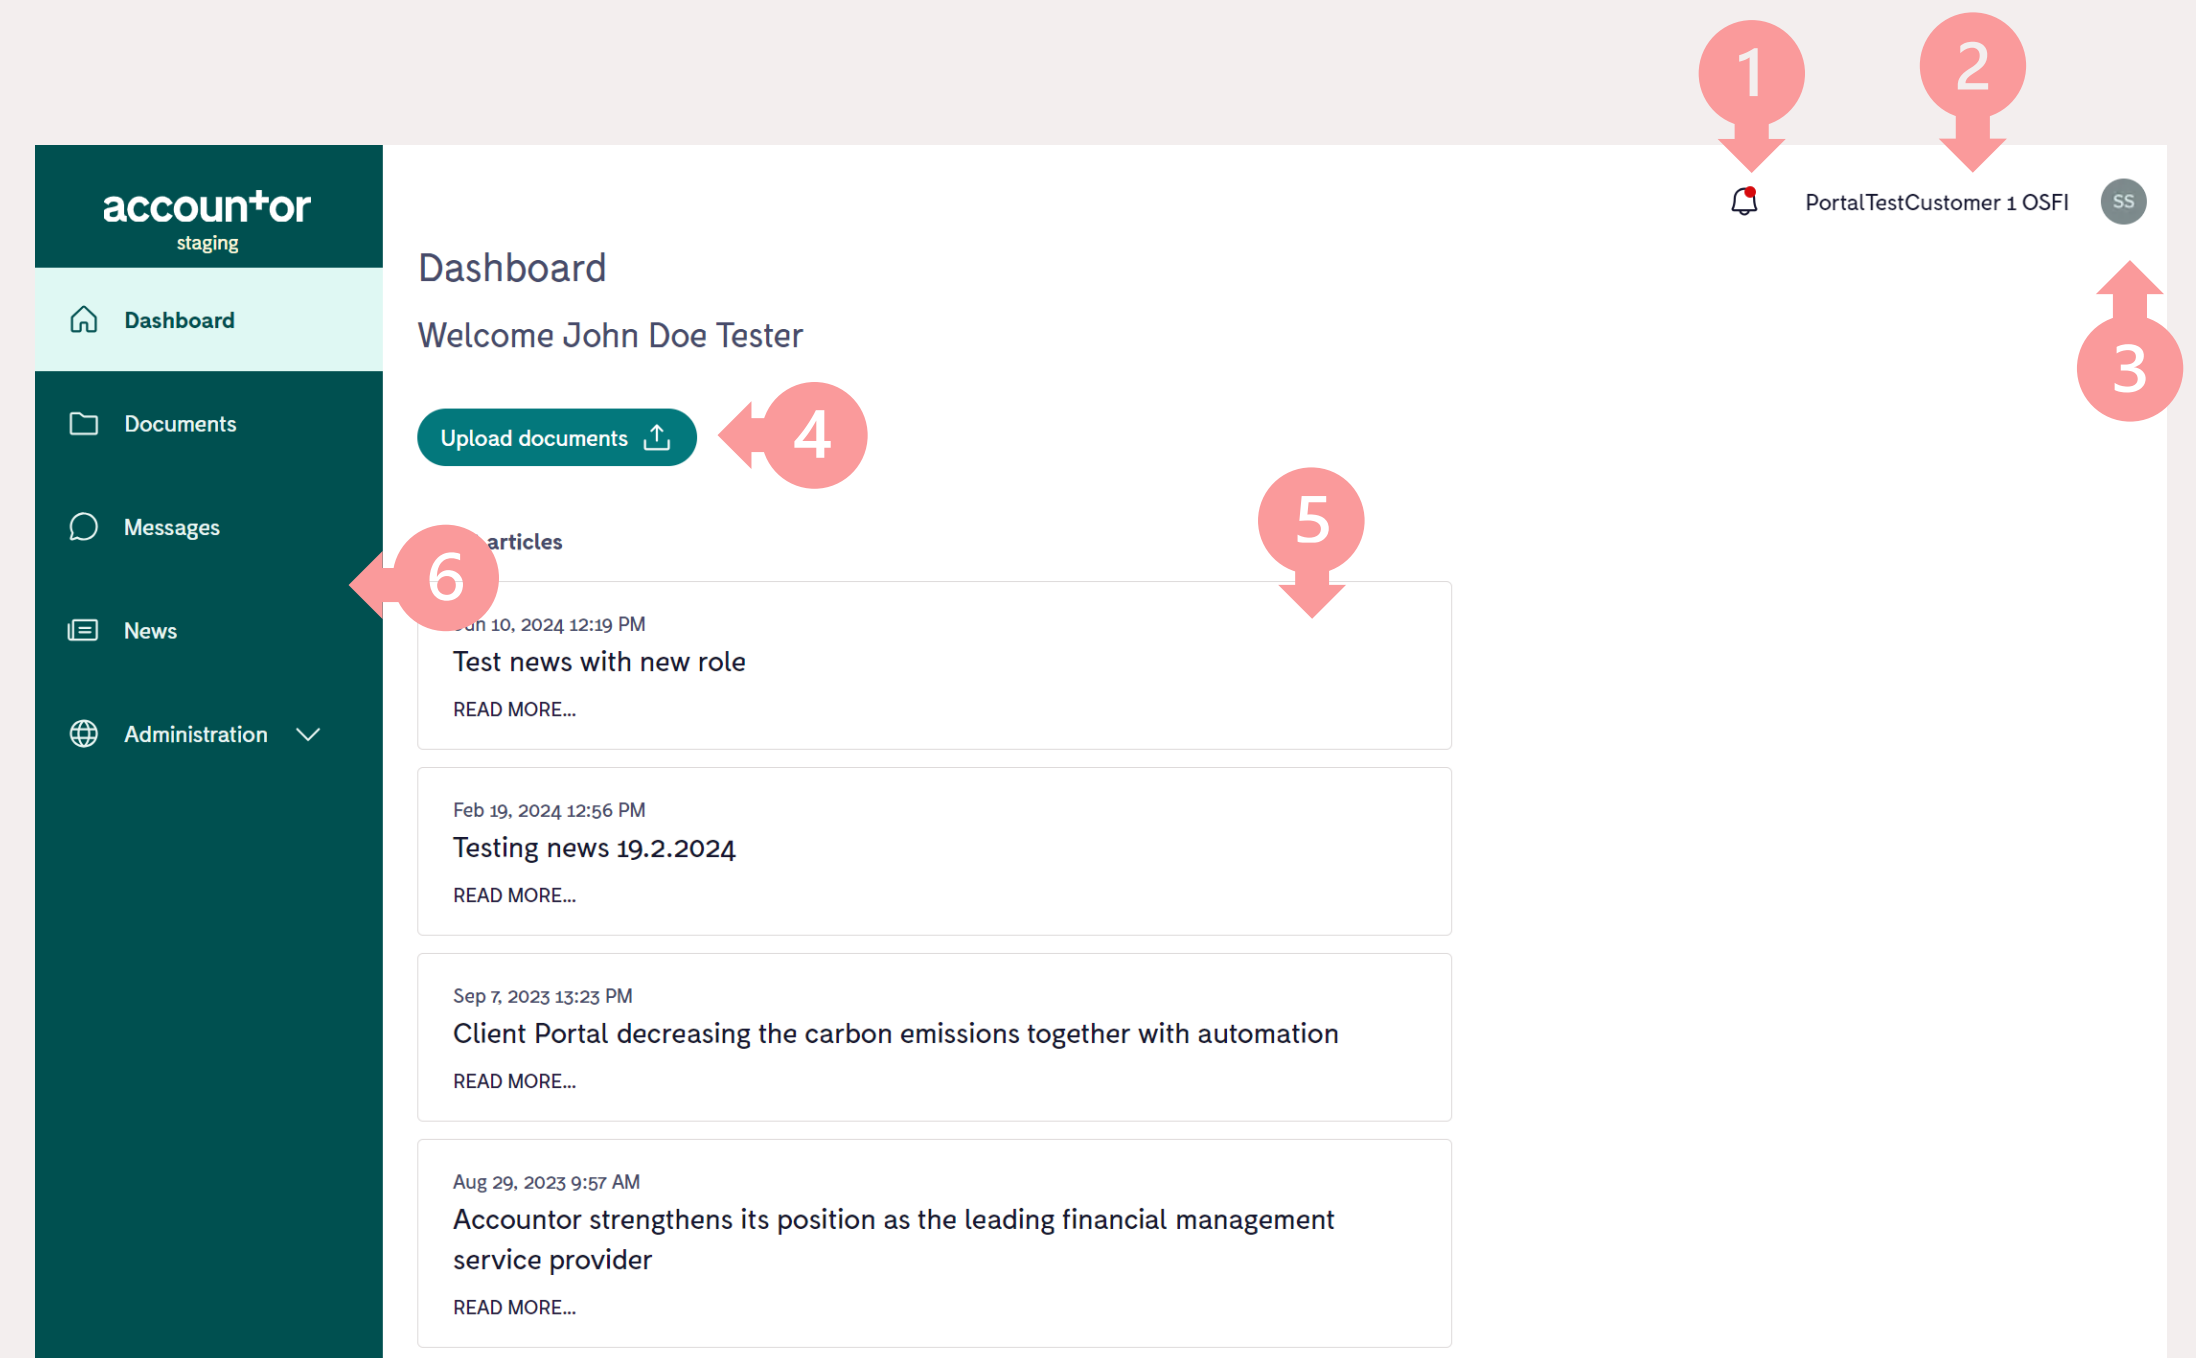 1
2
accountor
staging
PortalTestCustomer 1 OSFI
SS
Dashboard
Welcome John Doe Tester
3
Dashboard
Documents
Messages
News
Administration
Upload documents
4
5
6
articles
10, 2024 12:19 PM
Test news with new role
READ MORE...
Feb 19, 2024 12:56 PM
Testing news 19.2.2024
READ MORE...
Sep 7, 2023 13:23 PM
Client Portal decreasing the carbon emissions together with automation
READ MORE...
Aug 29, 2023 9:57 AM
Accountor strengthens its position as the leading financial management
service provider
READ MORE...